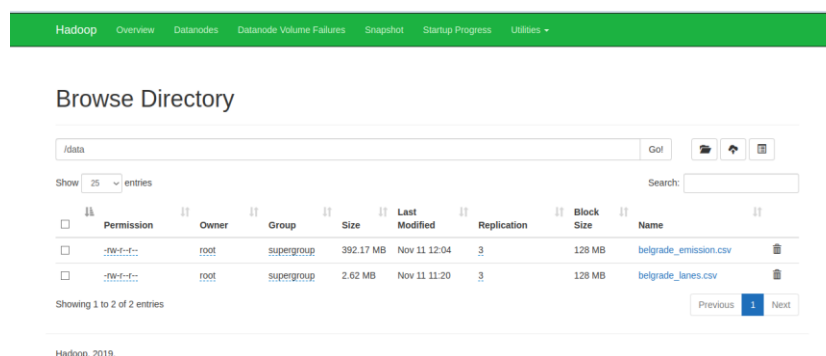 Hadoop Overview Datanodes Datanode Volume Failures Snapshot Startup Progress Utilities
Browse Directory
/data Go!
Show 25 entries Search:
Permission Owner Group Size Last Modified Replication Block Size Name
-rw-r--r-- root supergroup 392.17 MB Nov 11 12:04 3 128 MB belgrade_emission.csv
-rw-r--r-- root supergroup 2.62 MB Nov 11 11:20 3 128 MB belgrade_lanes.csv
Showing 1 to 2 of 2 entries Previous 1 Next
Hadoop, 2019.